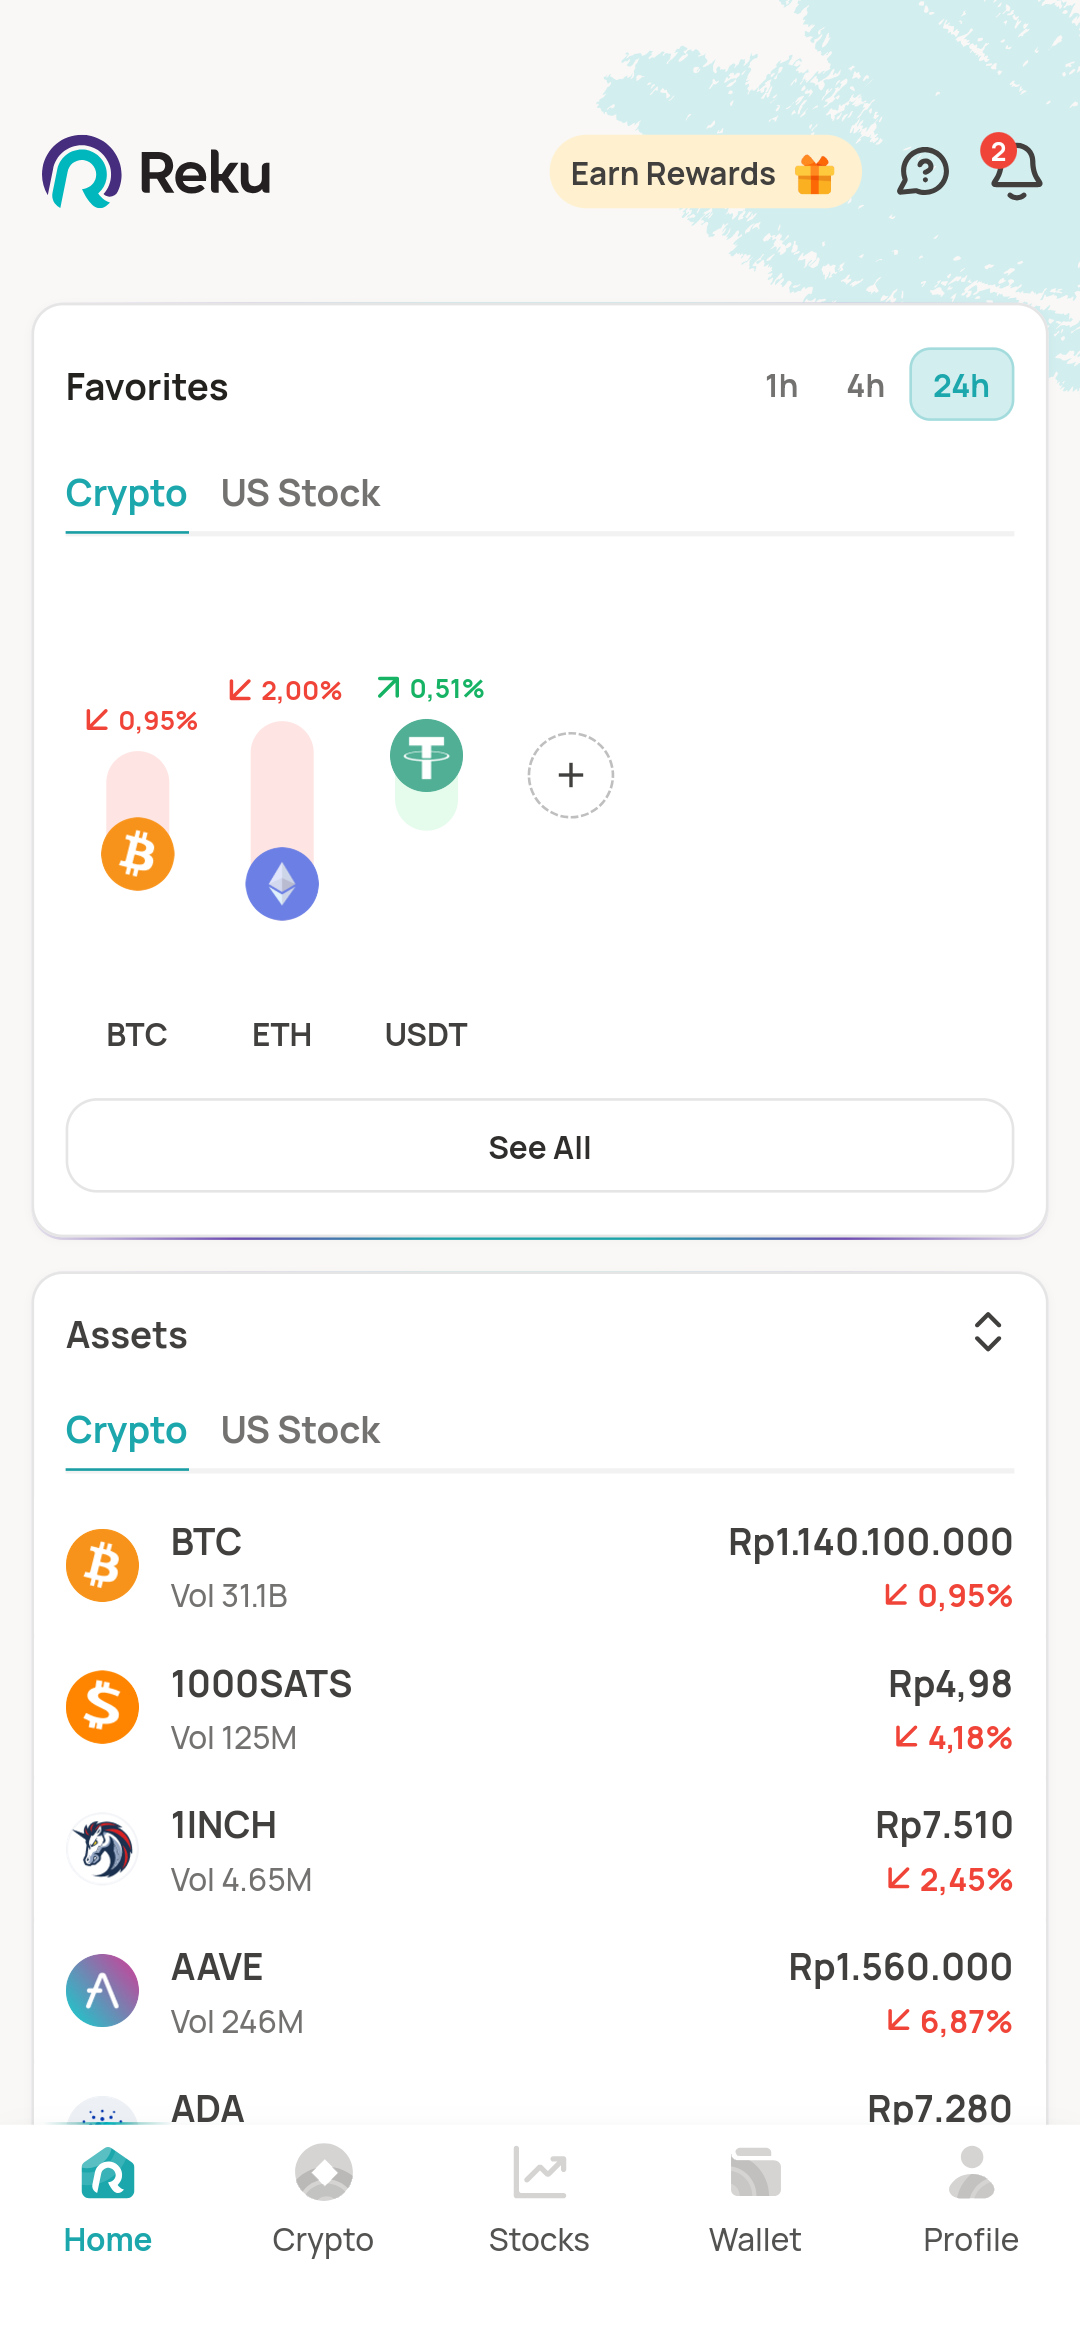 Reku
Earn Rewards
2
Favorites
1h 4h 24h
Crypto US Stock
0,95% 2,00% 0,51%
BTC ETH USDT
See All
Assets
Crypto US Stock
BTC Rp1.140.100.000
Vol 31.1B 0,95%
1000SATS Rp4,98
Vol 125M 4,18%
1INCH Rp7.510
Vol 4.65M 2,45%
AAVE Rp1.560.000
Vol 246M 6,87%
ADA Rp7.280
Home Crypto Stocks Wallet Profile